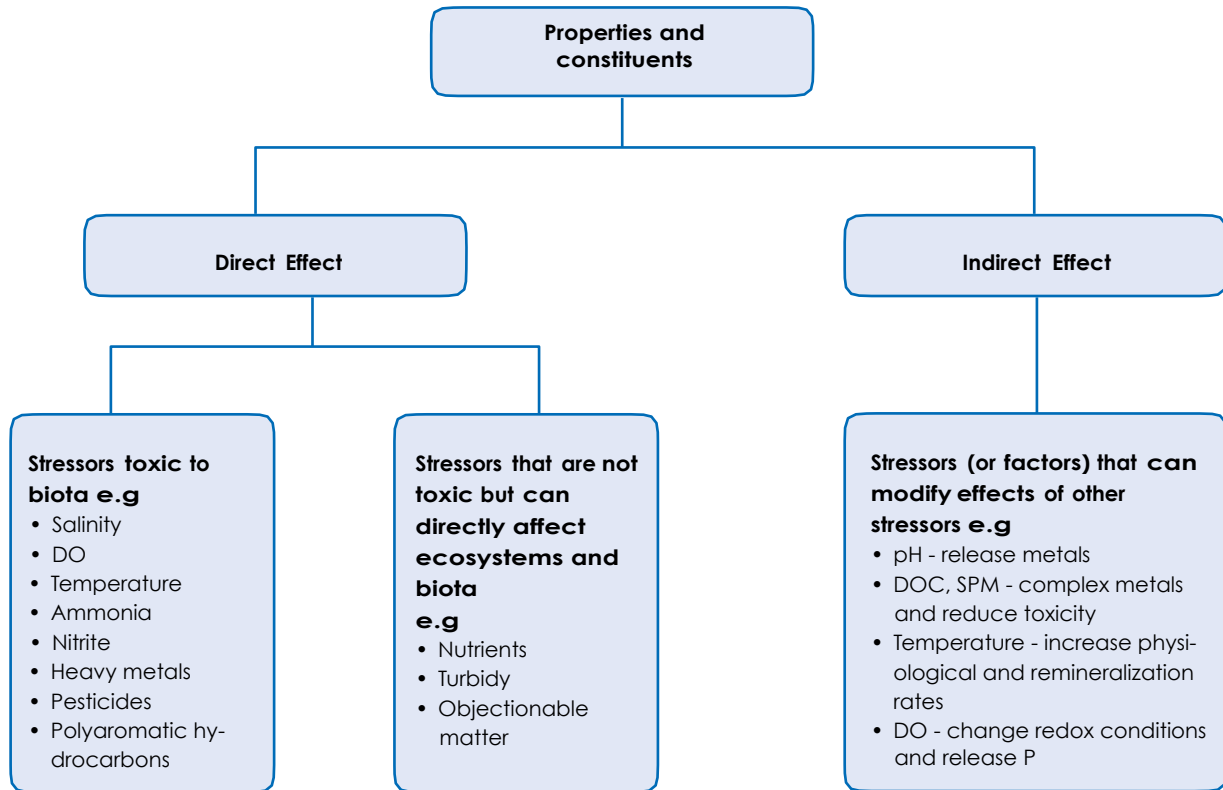 Properties and
constituents
Direct Effect
Indirect Effect
Stressors toxic to
biota e.g
• Salinity
• DO
• Temperature
• Ammonia
• Nitrite
• Heavy metals
• Pesticides
• Polyaromatic hy-
drocarbons
Stressors that are not
toxic but can
directly affect
ecosystems and
biota
e.g
• Nutrients
• Turbidy
• Objectionable
matter
Stressors (or factors) that can
modify effects of other
stressors e.g
• pH - release metals
• DOC, SPM - complex metals
and reduce toxicity
• Temperature - increase physi-
ological and remineralization
rates
• DO - change redox conditions
and release P